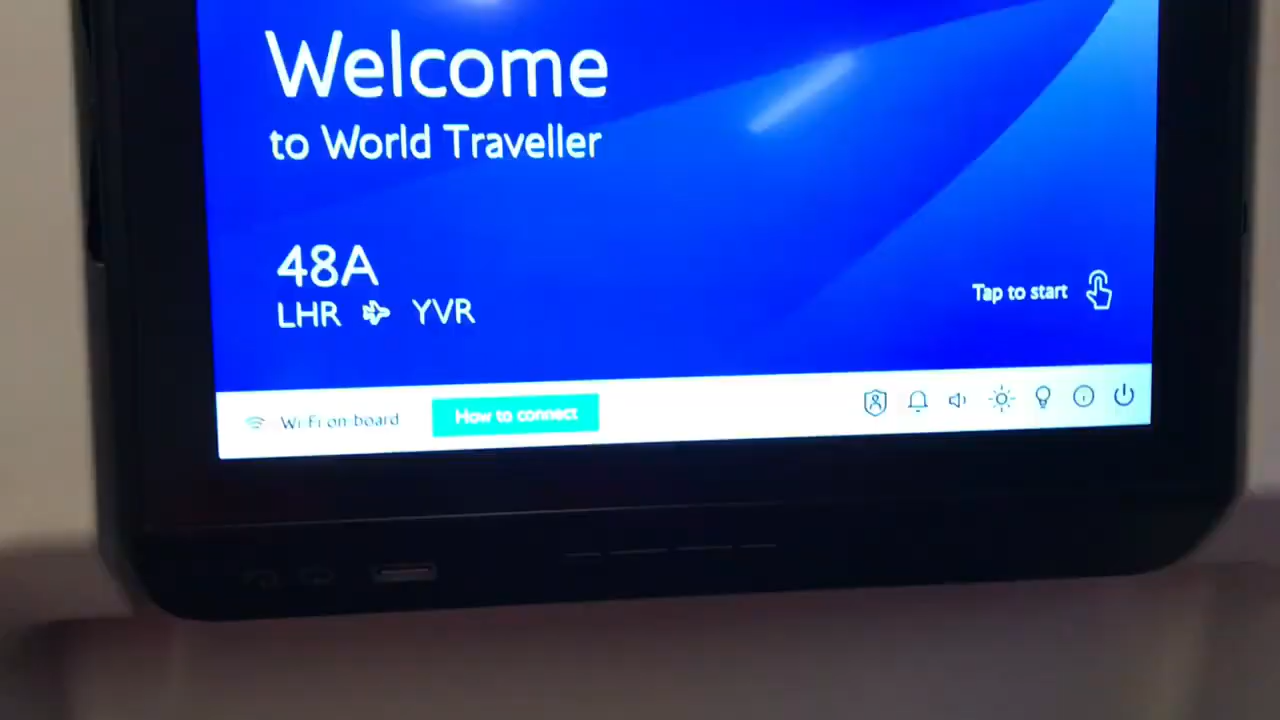 Welcome
to World Traveller
48A
LHR YVR
Tap to start
Wi-Fi on-board
How to connect